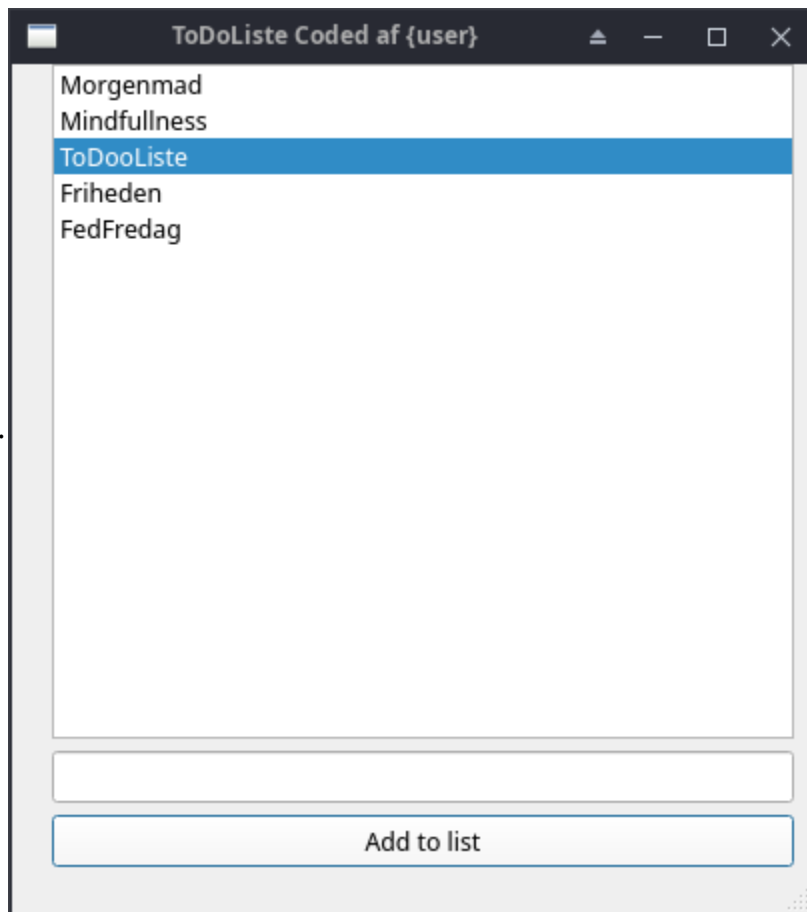 ToDoListe Coded af {user}
Morgenmad
Mindfullness
ToDooListe
Friheden
FedFredag
Add to list